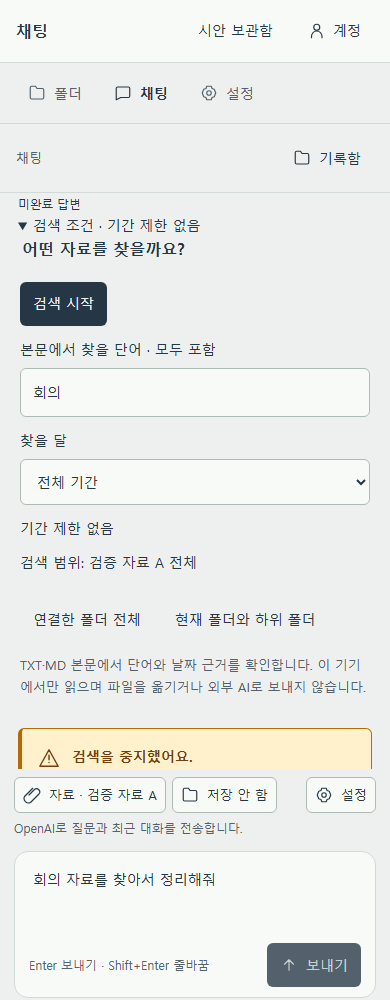 채팅
시안 보관함
계정
폴더
채팅
설정
채팅
기록함
미완료 답변
▼ 검색 조건 · 기간 제한 없음
어떤 자료를 찾을까요?
검색 시작
본문에서 찾을 단어 · 모두 포함
회의
찾을 달
전체 기간
기간 제한 없음
검색 범위: 검증 자료 A 전체
연결한 폴더 전체
현재 폴더와 하위 폴더
TXT·MD 본문에서 단어와 날짜 근거를 확인합니다. 이 기기
에서만 읽으며 파일을 옮기거나 외부 AI로 보내지 않습니다.
검색을 중지했어요.
자료 · 검증 자료 A
저장 안 함
설정
OpenAI로 질문과 최근 대화를 전송합니다.
회의 자료를 찾아서 정리해줘
Enter 보내기 · Shift+Enter 줄바꿈
보내기